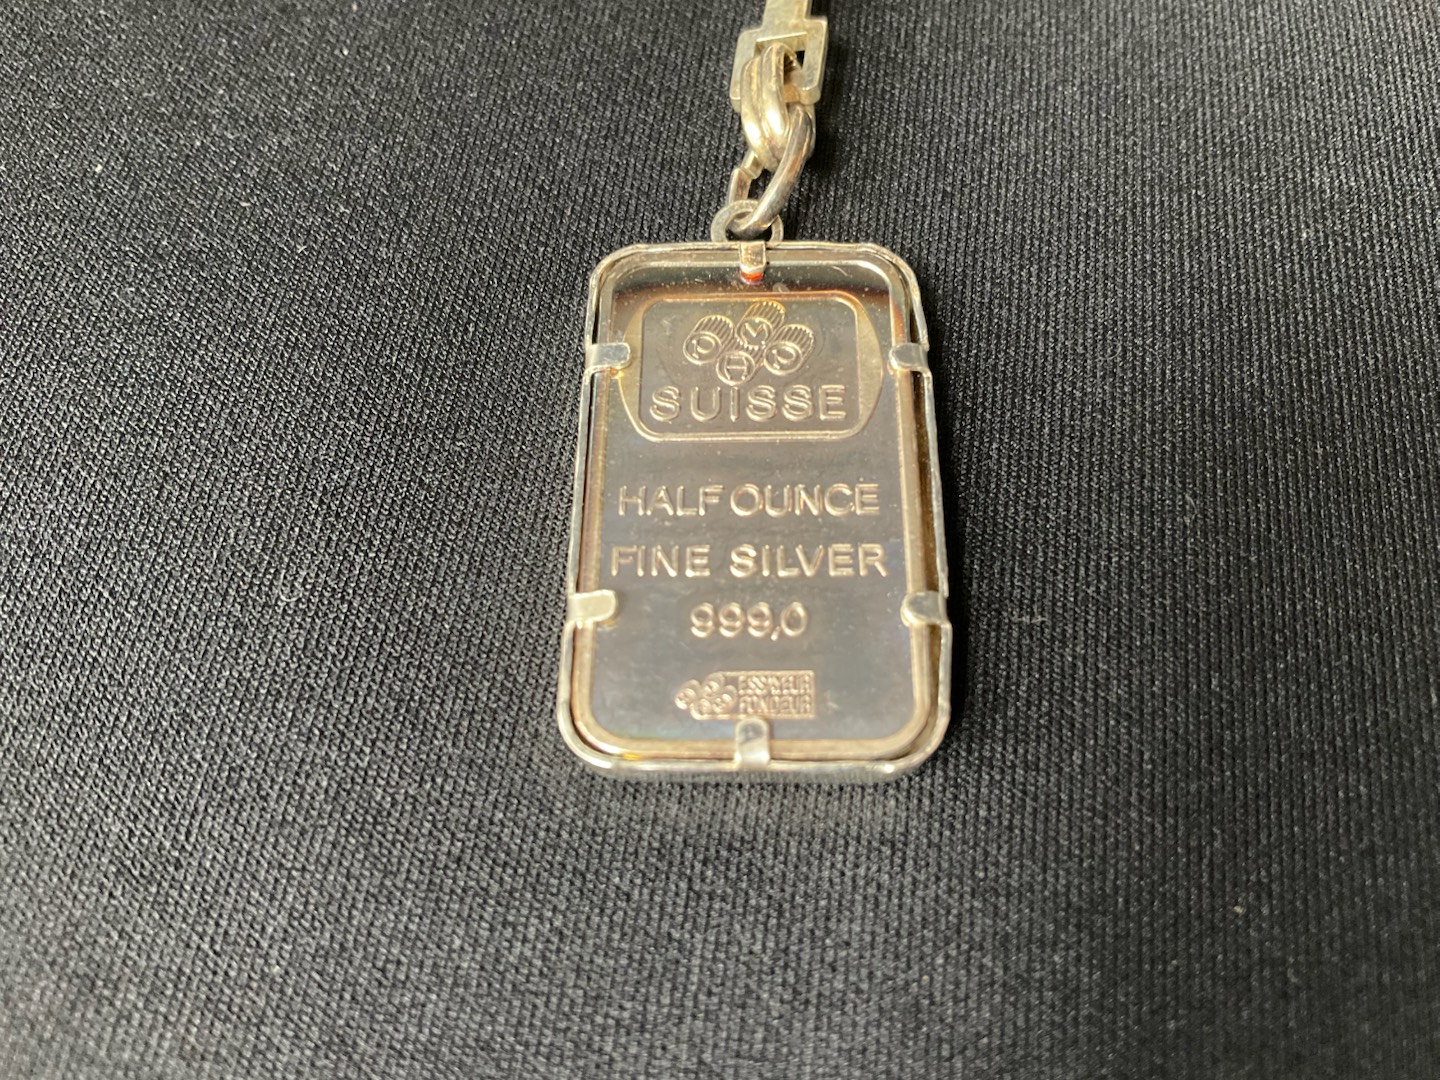 P M A P
SUISSE
HALF OUNCE
FINE SILVER
999,0
ESSAYEUR
FONDEUR